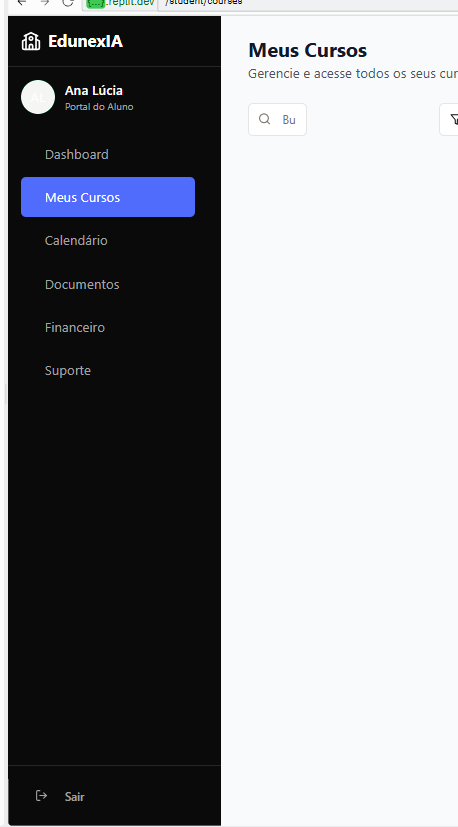 {...}.replit.dev /student/courses
EdunexIA
Ana Lúcia
Portal do Aluno
Dashboard
Meus Cursos
Calendário
Documentos
Financeiro
Suporte
Sair
Meus Cursos
Gerencie e acesse todos os seus cur
Bu